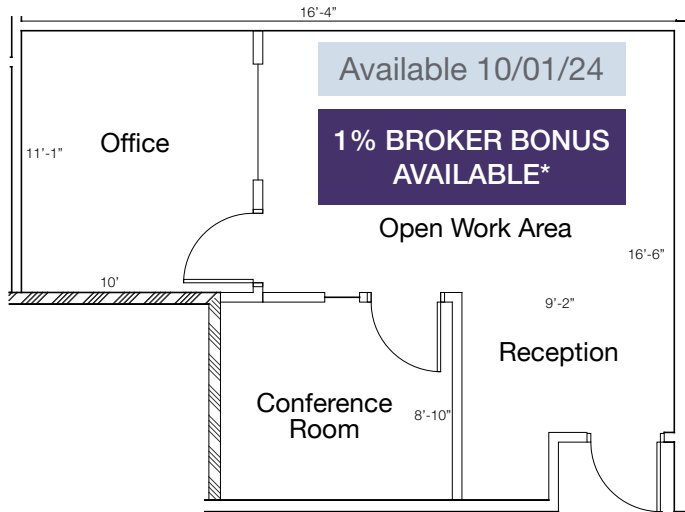 16’-4”
Available 10/01/24
1% BROKER BONUS
AVAILABLE*
Office
11’-1”
Open Work Area
16’-6”
10’
9’-2”
Reception
Conference
Room
8’-10”